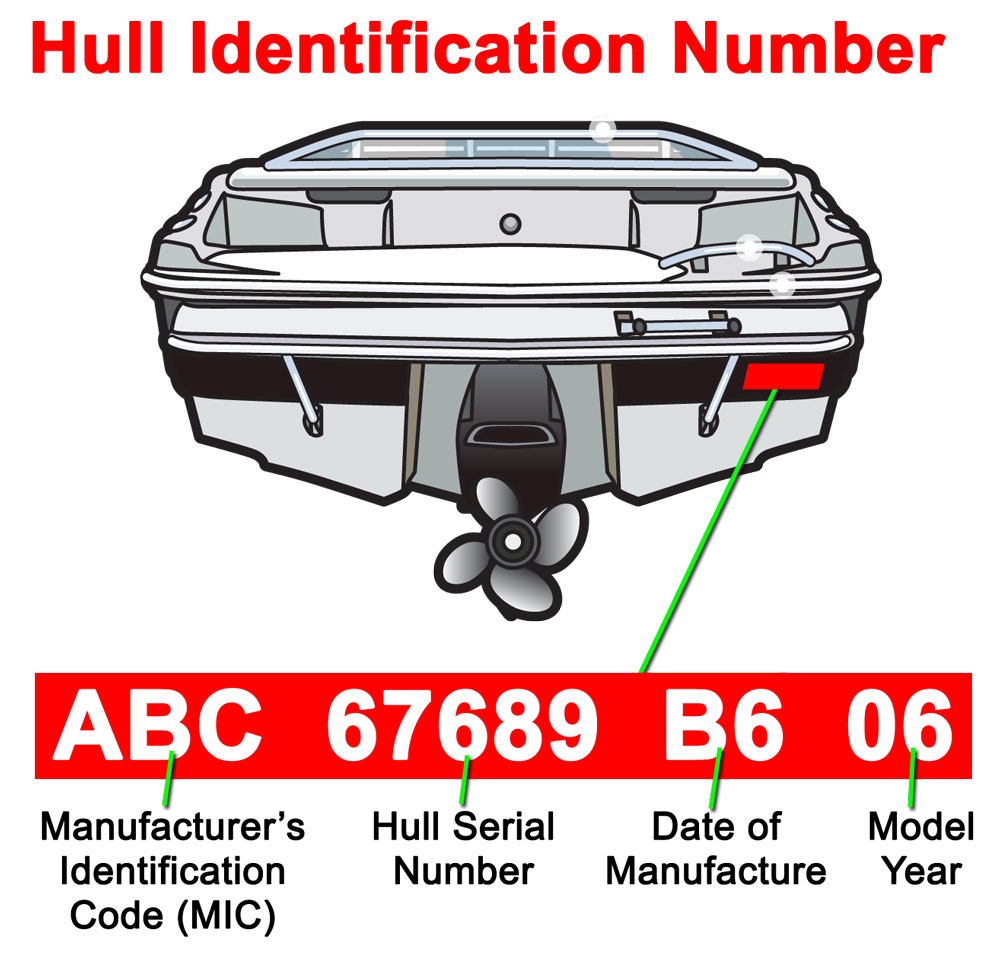 Hull Identification Number
ABC 67689 B6 06
Manufacturer's Hull Serial Date of Model
Identification Number Manufacture Year
Code (MIC)